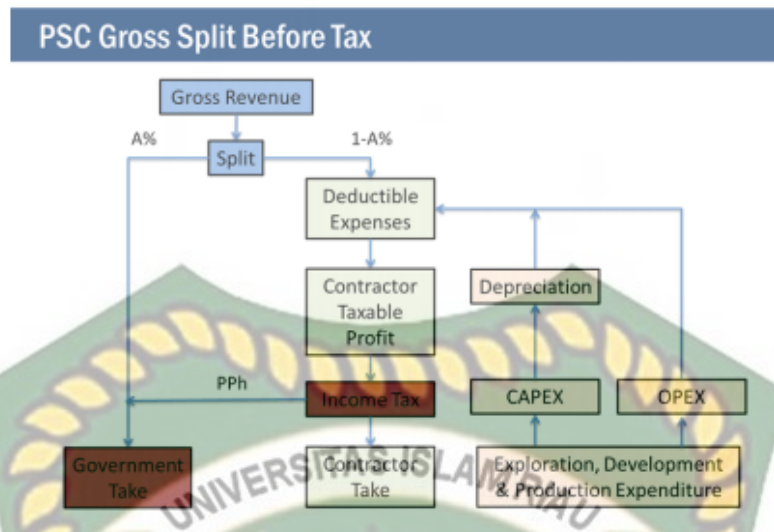 PSC Gross Split Before Tax
Gross Revenue
A%
1-A%
Split
Deductible
Expenses
Contractor
Taxable
Profit
Depreciation
PPh
Income Tax
CAPEX
OPEX
Government
Take
Contractor
Take
Exploration, Development
& Production Expenditure
UNIVERSITAS ISLAM RIAU